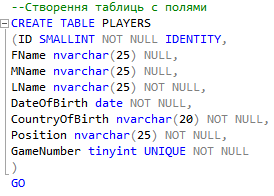 --Створення таблиць с полями
CREATE TABLE PLAYERS
(ID SMALLINT NOT NULL IDENTITY,
FName nvarchar(25) NULL,
MName nvarchar(25) NULL,
LName nvarchar(25) NULL,
DateOfBirth date NOT NULL,
CountryOfBirth nvarchar(20) NOT NULL,
Position nvarchar(25) NOT NULL,
GameNumber tinyint UNIQUE NOT NULL
)
GO